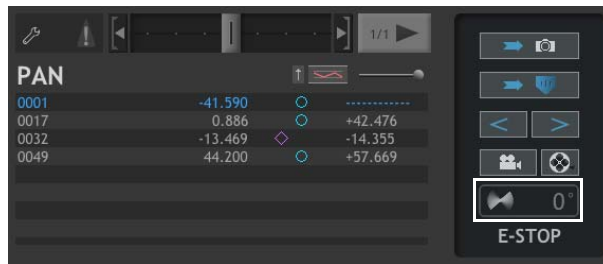 1/1
PAN
0001 -41.590 ------------
0017 0.886 +42.476
0032 -13.469 -14.355
0049 44.200 +57.669
< >
0°
E-STOP